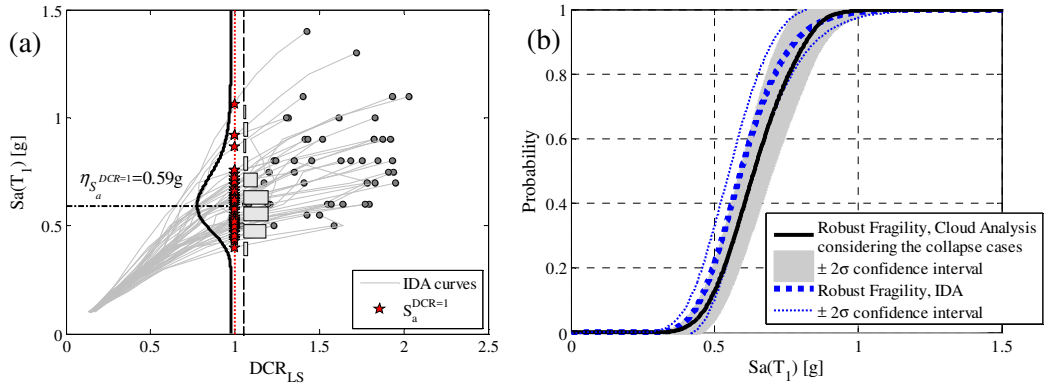 (a)
1.5
1
0.5
0
Sa(T1) [g]
ηSaDCR=1=0.59g
IDA curves
SaDCR=1
0 0.5 1 1.5 2 2.5
DCRLS
(b)
1
0.8
0.6
0.4
0.2
0
Probability
Robust Fragility, Cloud Analysis
considering the collapse cases
± 2σ confidence interval
Robust Fragility, IDA
± 2σ confidence interval
0 0.5 1 1.5
Sa(T1) [g]